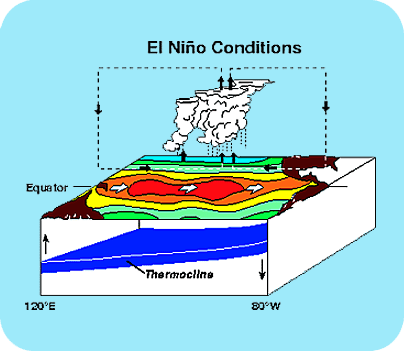 El Niño Conditions
Equator
Thermocline
120°E
80°W